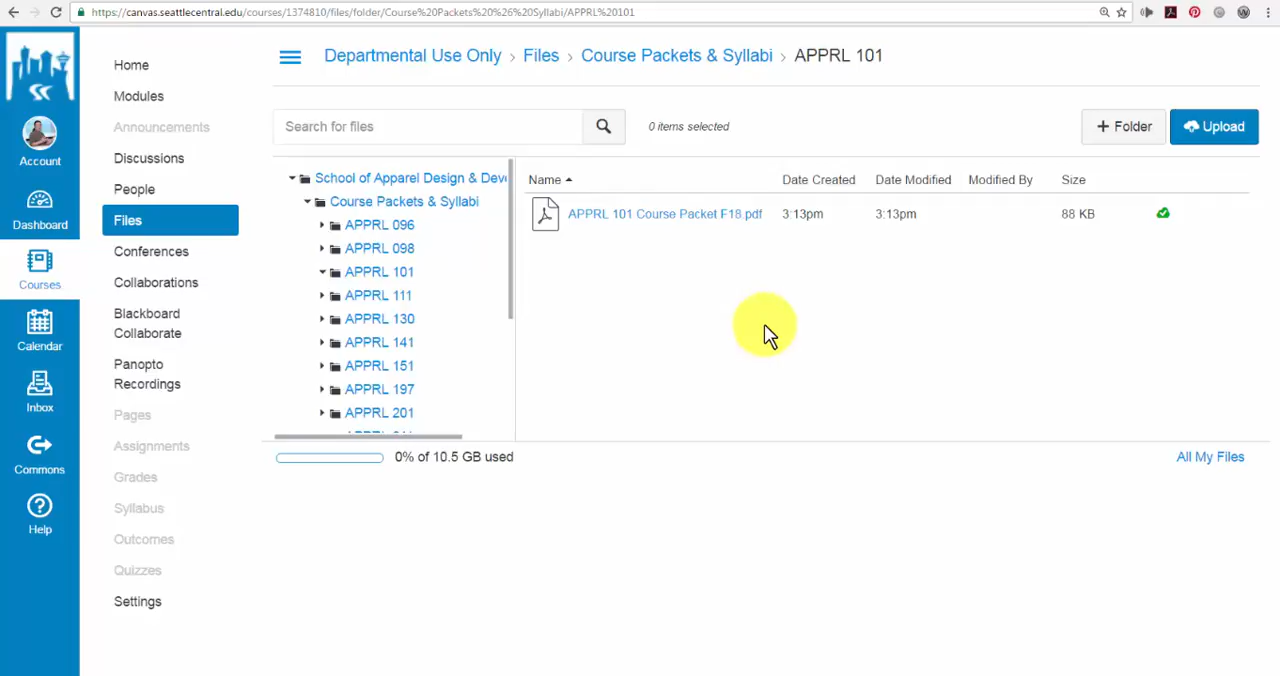 https://canvas.seattlecentral.edu/courses/1374810/files/folder/Course%20Packets%20%26%20Syllabi/APPRL%20101
Account
Dashboard
Courses
Calendar
Inbox
Commons
Help
Home
Modules
Announcements
Discussions
People
Files
Conferences
Collaborations
Blackboard
Collaborate
Panopto
Recordings
Pages
Assignments
Grades
Syllabus
Outcomes
Quizzes
Settings
Departmental Use Only > Files > Course Packets & Syllabi > APPRL 101
Search for files
0 items selected
+ Folder
Upload
School of Apparel Design & Deve
Course Packets & Syllabi
APPRL 096
APPRL 098
APPRL 101
APPRL 111
APPRL 130
APPRL 141
APPRL 151
APPRL 197
APPRL 201
Name Date Created Date Modified Modified By Size
APPRL 101 Course Packet F18.pdf 3:13pm 3:13pm 88 KB
0% of 10.5 GB used
All My Files